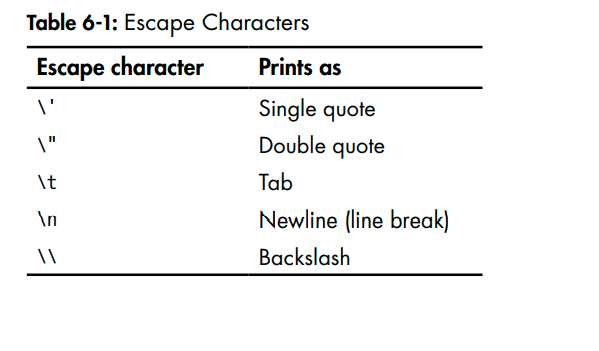 Table 6-1: Escape Characters
Escape character Prints as
\' Single quote
\" Double quote
\t Tab
\n Newline (line break)
\\ Backslash